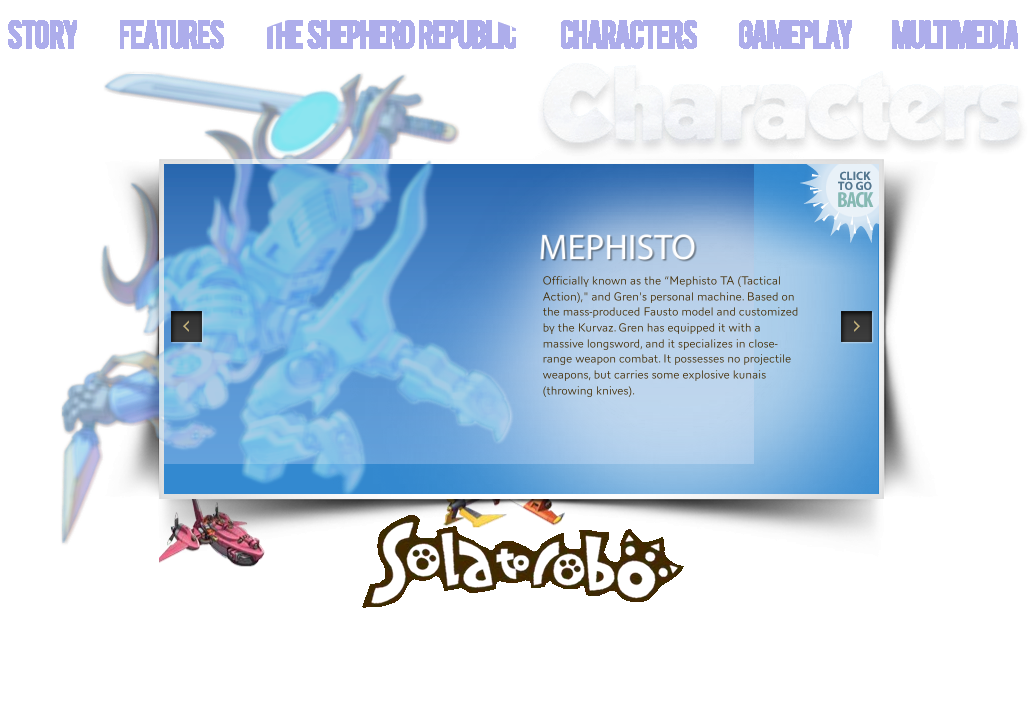 STORY
FEATURES
THE SHEPHERD REPUBLIC
CHARACTERS
GAMEPLAY
MULTIMEDIA
Characters
CLICK
TO GO
BACK
MEPHISTO
Officially known as the “Mephisto TA (Tactical
Action),” and Gren’s personal machine. Based on
the mass-produced Fausto model and customized
by the Kurvaz. Gren has equipped it with a
massive longsword, and it specializes in close-
range weapon combat. It possesses no projectile
weapons, but carries some explosive kunais
(throwing knives).
Solatorobo